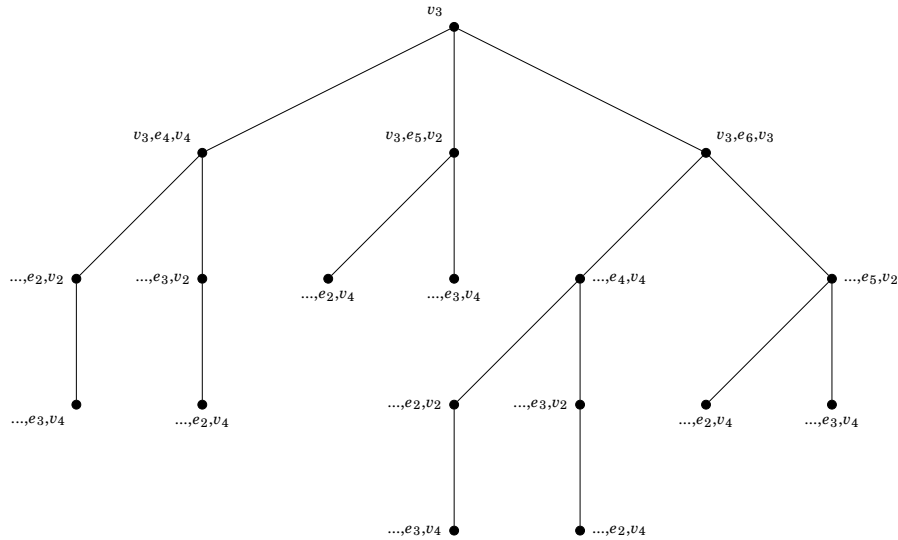 v₃
v₃,e₄,v₄
v₃,e₅,v₂
v₃,e₆,v₃
...,e₂,v₂
...,e₃,v₂
...,e₂,v₄
...,e₃,v₄
...,e₄,v₄
...,e₅,v₂
...,e₃,v₄
...,e₂,v₄
...,e₂,v₂
...,e₃,v₂
...,e₂,v₄
...,e₃,v₄
...,e₃,v₄
...,e₂,v₄